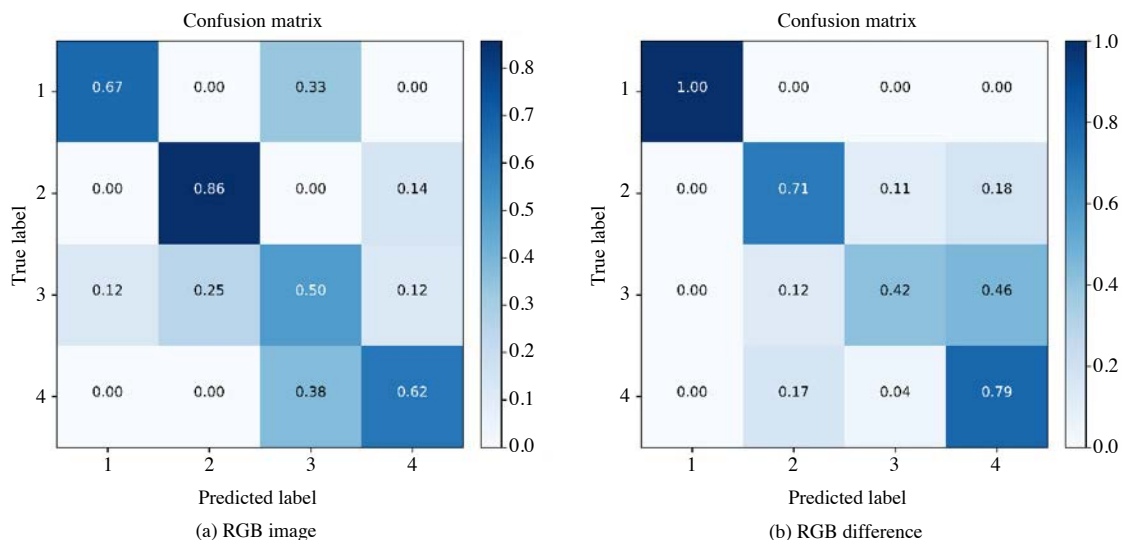 Confusion matrix
1 0.67 0.00 0.33 0.00
2 0.00 0.86 0.00 0.14
3 0.12 0.25 0.50 0.12
4 0.00 0.00 0.38 0.62
1 2 3 4
True label
Predicted label
0.8
0.7
0.6
0.5
0.4
0.3
0.2
0.1
0.0
(a) RGB image
Confusion matrix
1 1.00 0.00 0.00 0.00
2 0.00 0.71 0.11 0.18
3 0.00 0.12 0.42 0.46
4 0.00 0.17 0.04 0.79
1 2 3 4
True label
Predicted label
1.0
0.8
0.6
0.4
0.2
0.0
(b) RGB difference